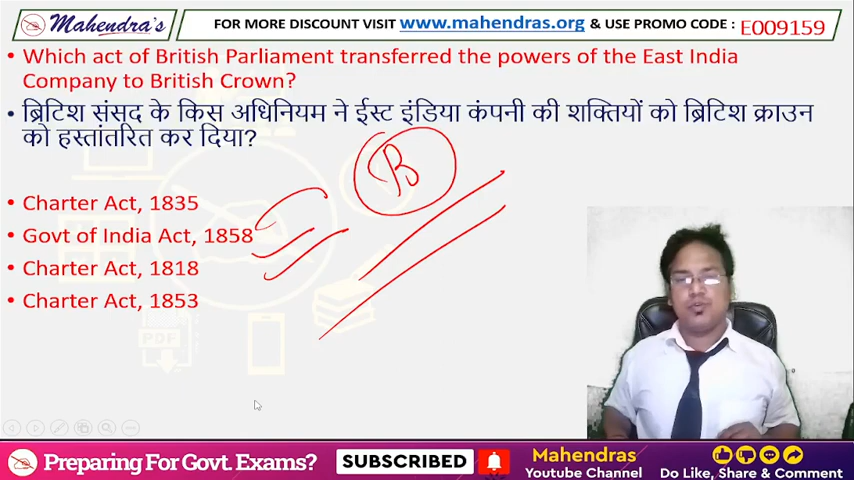 Mahendra's
FOR MORE DISCOUNT VISIT www.mahendras.org & USE PROMO CODE : E009159
• Which act of British Parliament transferred the powers of the East India
Company to British Crown?
• ब्रिटिश संसद के किस अधिनियम ने ईस्ट इंडिया कंपनी की शक्तियों को ब्रिटिश क्राउन
को हस्तांतरित कर दिया?
B
• Charter Act, 1835
• Govt of India Act, 1858
• Charter Act, 1818
• Charter Act, 1853
PDF
Preparing For Govt. Exams?
SUBSCRIBED
Mahendras
Youtube Channel
Do Like, Share & Comment